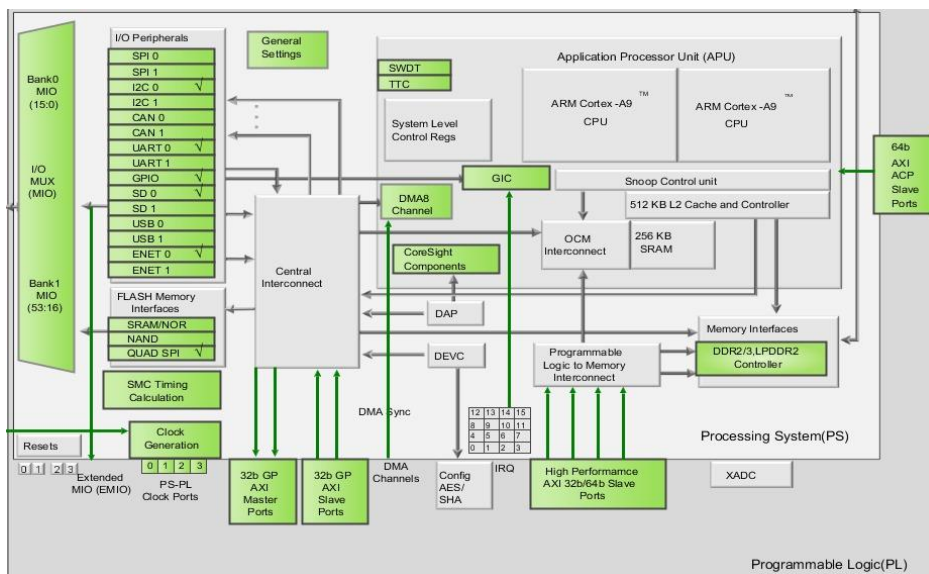 Bank0
MIO
(15:0)
I/O
MUX
(MIO)
Bank1
MIO
(53:16)
I/O Peripherals
SPI 0
SPI 1
I2C 0 √
I2C 1
CAN 0
CAN 1
UART 0 √
UART 1
GPIO √
SD 0 √
SD 1
USB 0
USB 1
ENET 0 √
ENET 1
FLASH Memory
Interfaces
SRAM/NOR
NAND
QUAD SPI √
SMC Timing
Calculation
General
Settings
Application Processor Unit (APU)
SWDT
TTC
System Level
Control Regs
ARM Cortex -A9 ™
CPU
ARM Cortex -A9 ™
CPU
GIC
Snoop Control unit
512 KB L2 Cache and Controller
DMA8
Channel
OCM
Interconnect
256 KB
SRAM
CoreSight
Components
Central
Interconnect
DAP
DEVC
Programmable
Logic to Memory
Interconnect
Memory Interfaces
DDR2/3,LPDDR2
Controller
64b
AXI
ACP
Slave
Ports
DMA Sync
12 13 14 15
8 9 10 11
4 5 6 7
0 1 2 3
Processing System(PS)
Resets
0 1 2 3
Clock
Generation
0 1 2 3
Extended
MIO (EMIO)
PS-PL
Clock Ports
32b GP
AXI
Master
Ports
32b GP
AXI
Slave
Ports
DMA
Channels
Config
AES/
SHA
IRQ
High Performamce
AXI 32b/64b Slave
Ports
XADC
Programmable Logic(PL)